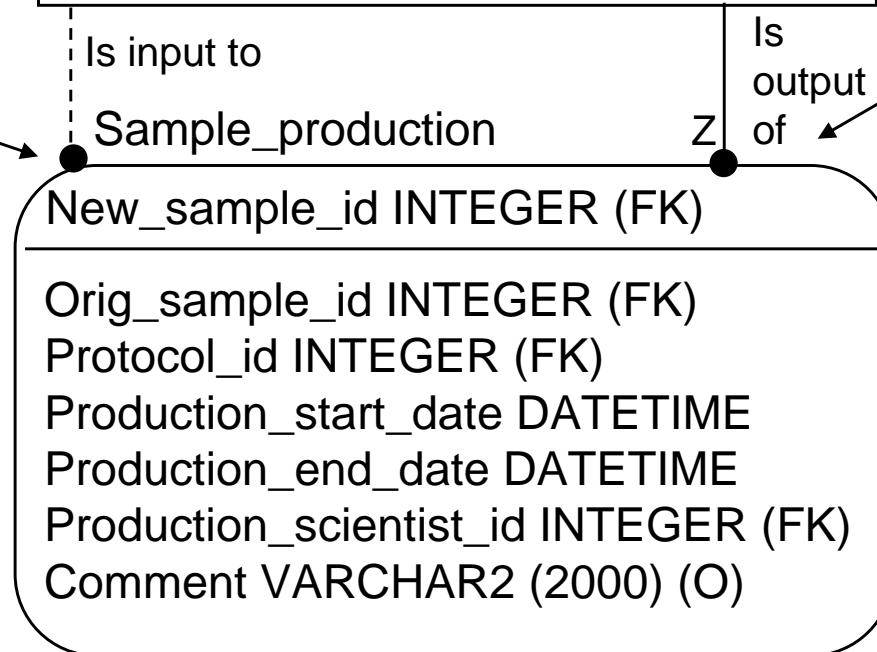 Is input to
Is
output
of
Sample_production
Z
New_sample_id INTEGER (FK)
Orig_sample_id INTEGER (FK)
Protocol_id INTEGER (FK)
Production_start_date DATETIME
Production_end_date DATETIME
Production_scientist_id INTEGER (FK)
Comment VARCHAR2 (2000) (O)